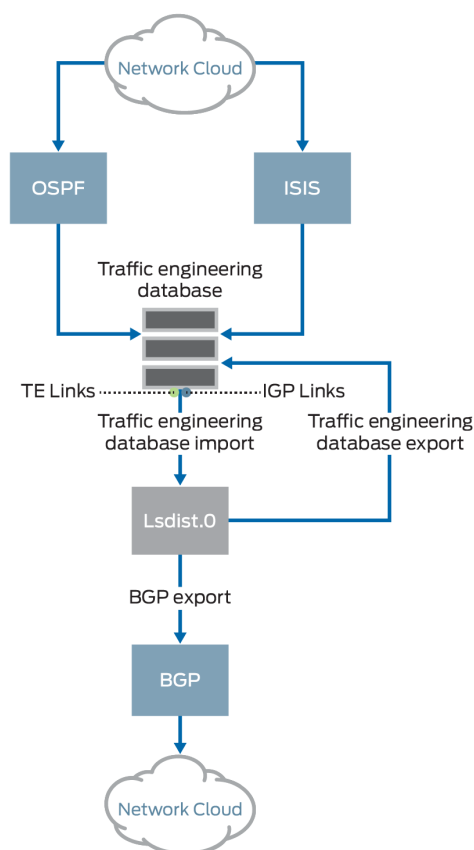 Network Cloud
OSPF
ISIS
Traffic engineering
database
TE Links
IGP Links
Traffic engineering
database import
Traffic engineering
database export
Lsdist.0
BGP export
BGP
Network Cloud